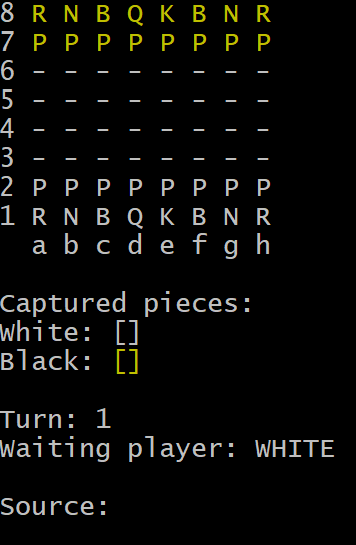 8 R N B Q K B N R
7 P P P P P P P P
6 - - - - - - - -
5 - - - - - - - -
4 - - - - - - - -
3 - - - - - - - -
2 P P P P P P P P
1 R N B Q K B N R
a b c d e f g h
Captured pieces:
White: []
Black: []
Turn: 1
Waiting player: WHITE
Source: